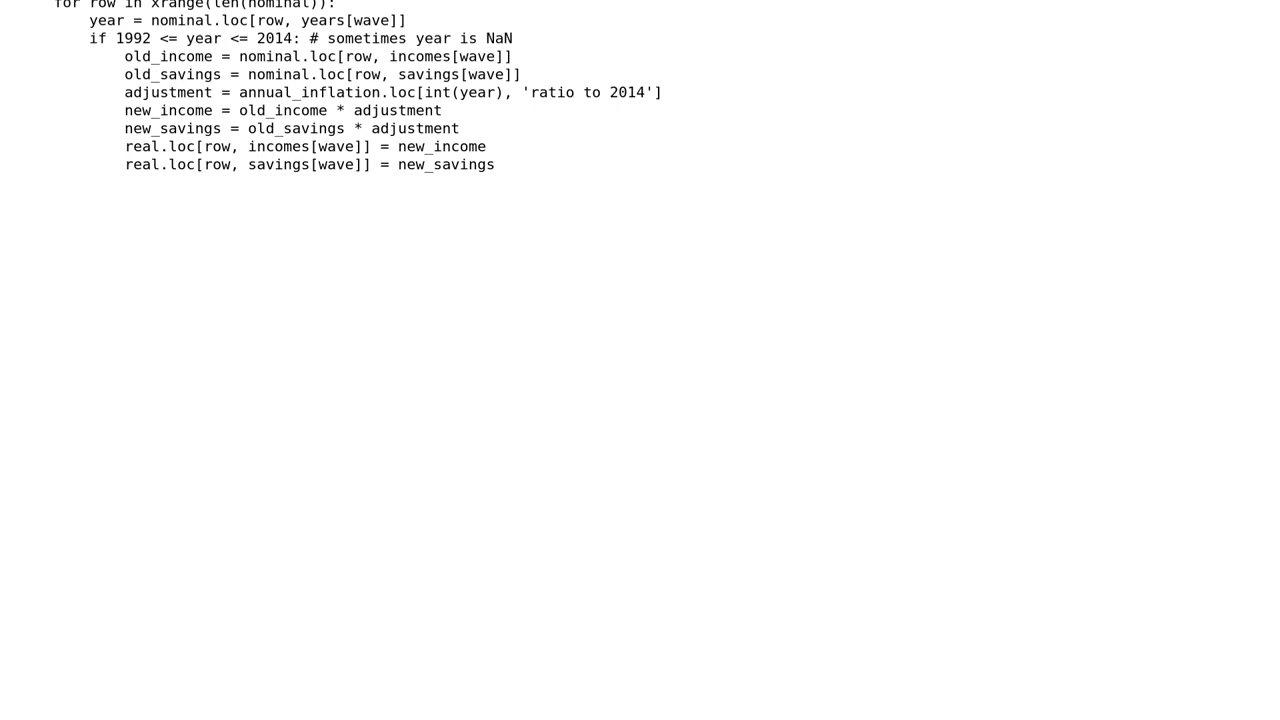 for row in xrange(len(nominal)):
year = nominal.loc[row, years[wave]]
if 1992 <= year <= 2014: # sometimes year is NaN
old_income = nominal.loc[row, incomes[wave]]
old_savings = nominal.loc[row, savings[wave]]
adjustment = annual_inflation.loc[int(year), 'ratio to 2014']
new_income = old_income * adjustment
new_savings = old_savings * adjustment
real.loc[row, incomes[wave]] = new_income
real.loc[row, savings[wave]] = new_savings